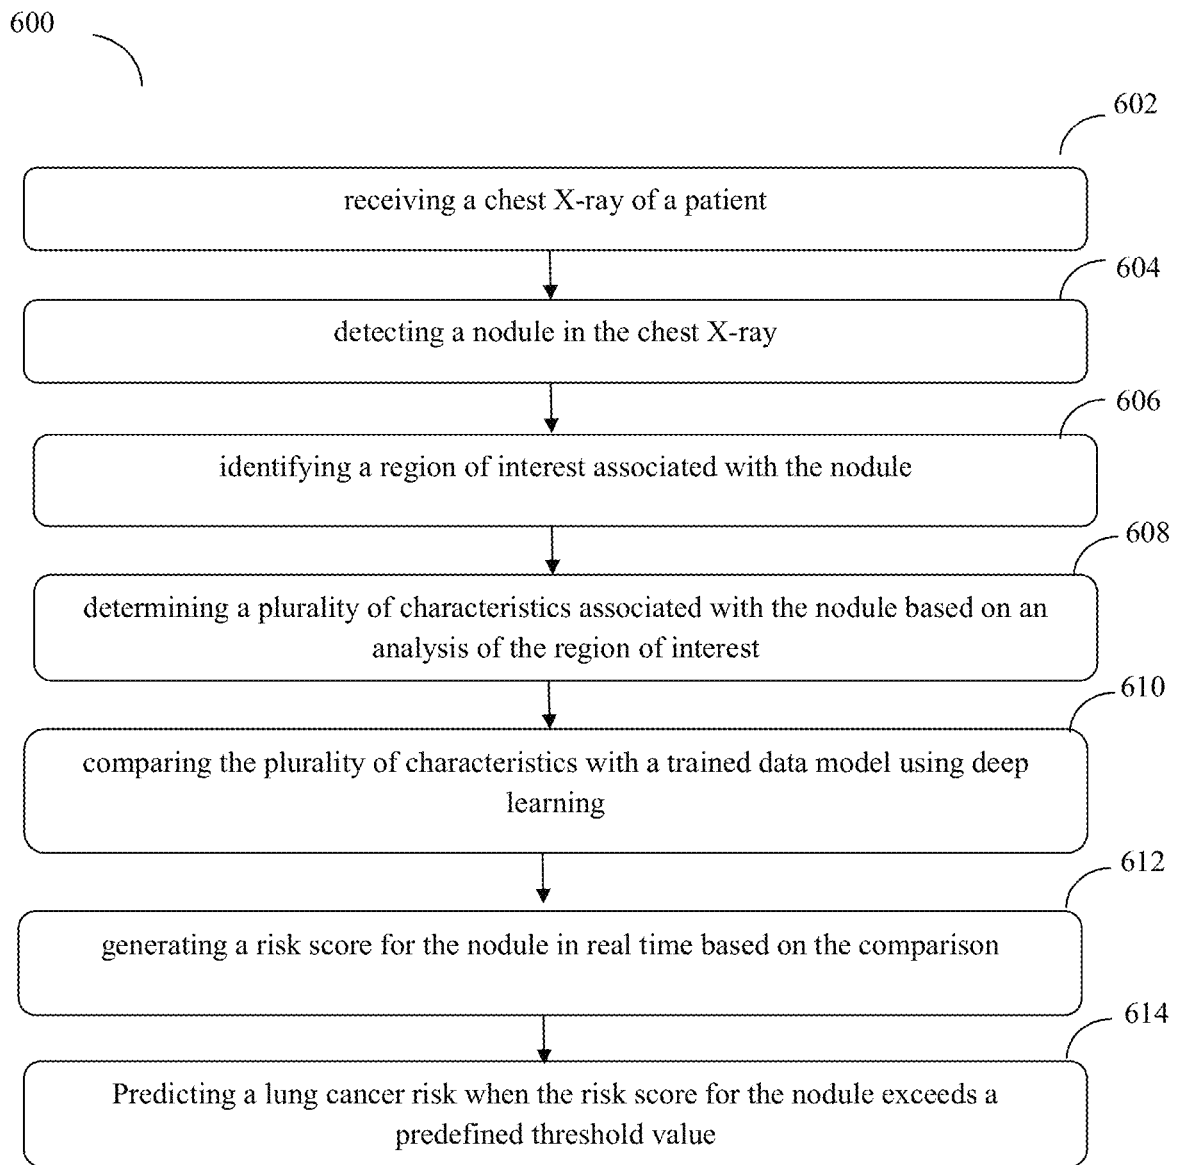 600
602
receiving a chest X-ray of a patient
604
detecting a nodule in the chest X-ray
606
identifying a region of interest associated with the nodule
608
determining a plurality of characteristics associated with the nodule based on an
analysis of the region of interest
610
comparing the plurality of characteristics with a trained data model using deep
learning
612
generating a risk score for the nodule in real time based on the comparison
614
Predicting a lung cancer risk when the risk score for the nodule exceeds a
predefined threshold value